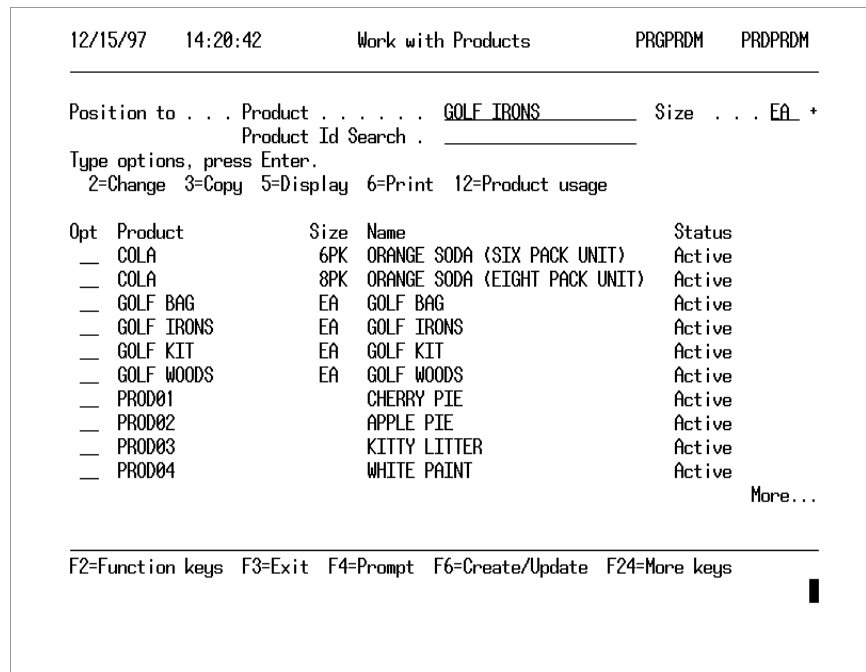 12/15/97 14:20:42 Work with Products PRGPRDM PRDPRDM
Position to . . . Product . . . . . . GOLF IRONS Size . . . EA +
Product Id Search .
Type options, press Enter.
2=Change 3=Copy 5=Display 6=Print 12=Product usage
Opt Product Size Name Status
COLA 6PK ORANGE SODA (SIX PACK UNIT) Active
COLA 8PK ORANGE SODA (EIGHT PACK UNIT) Active
GOLF BAG EA GOLF BAG Active
GOLF IRONS EA GOLF IRONS Active
GOLF KIT EA GOLF KIT Active
GOLF WOODS EA GOLF WOODS Active
PROD01 CHERRY PIE Active
PROD02 APPLE PIE Active
PROD03 KITTY LITTER Active
PROD04 WHITE PAINT Active
More...
F2=Function keys F3=Exit F4=Prompt F6=Create/Update F24=More keys